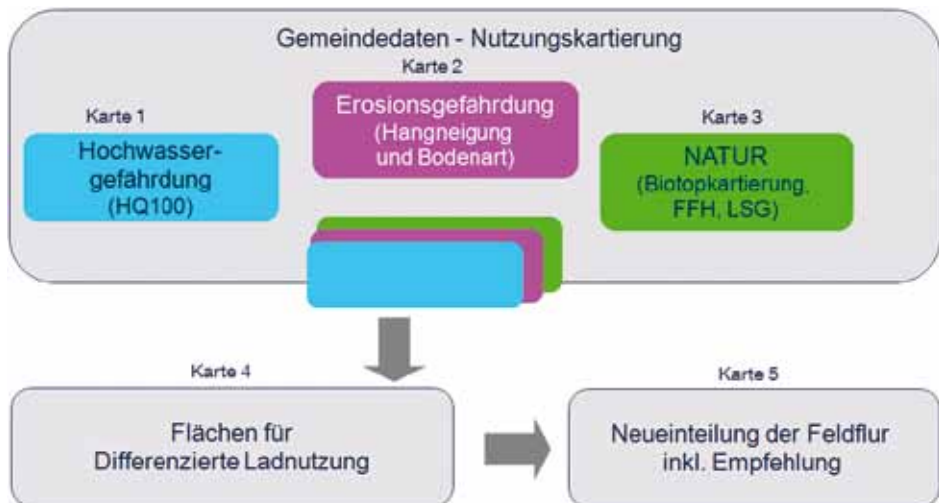 Gemeindedaten - Nutzungskartierung
Karte 1
Hochwasser-
gefährdung
(HQ100)
Karte 2
Erosionsgefährdung
(Hangneigung
und Bodenart)
Karte 3
NATUR
(Biotopkartierung,
FFH, LSG)
Karte 4
Flächen für
Differenzierte Ladnutzung
Karte 5
Neueinteilung der Feldflur
inkl. Empfehlung